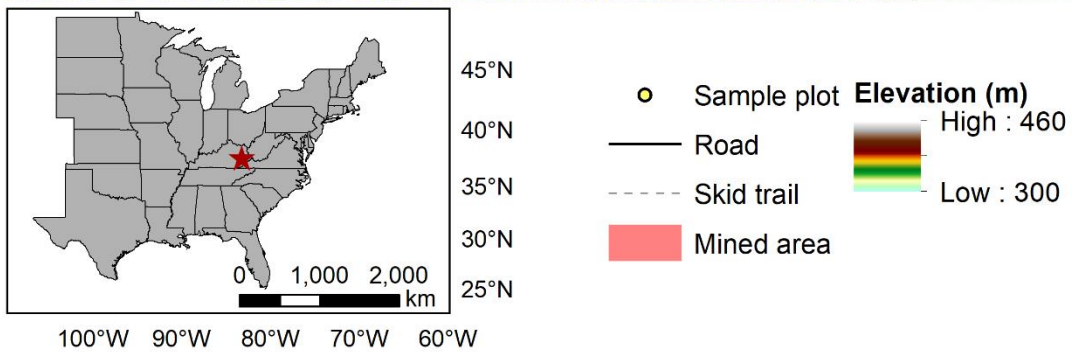 45°N
40°N
35°N
30°N
25°N
0 1,000 2,000
km
100°W 90°W 80°W 70°W 60°W
Sample plot
Road
Skid trail
Mined area
Elevation (m)
High : 460
Low : 300